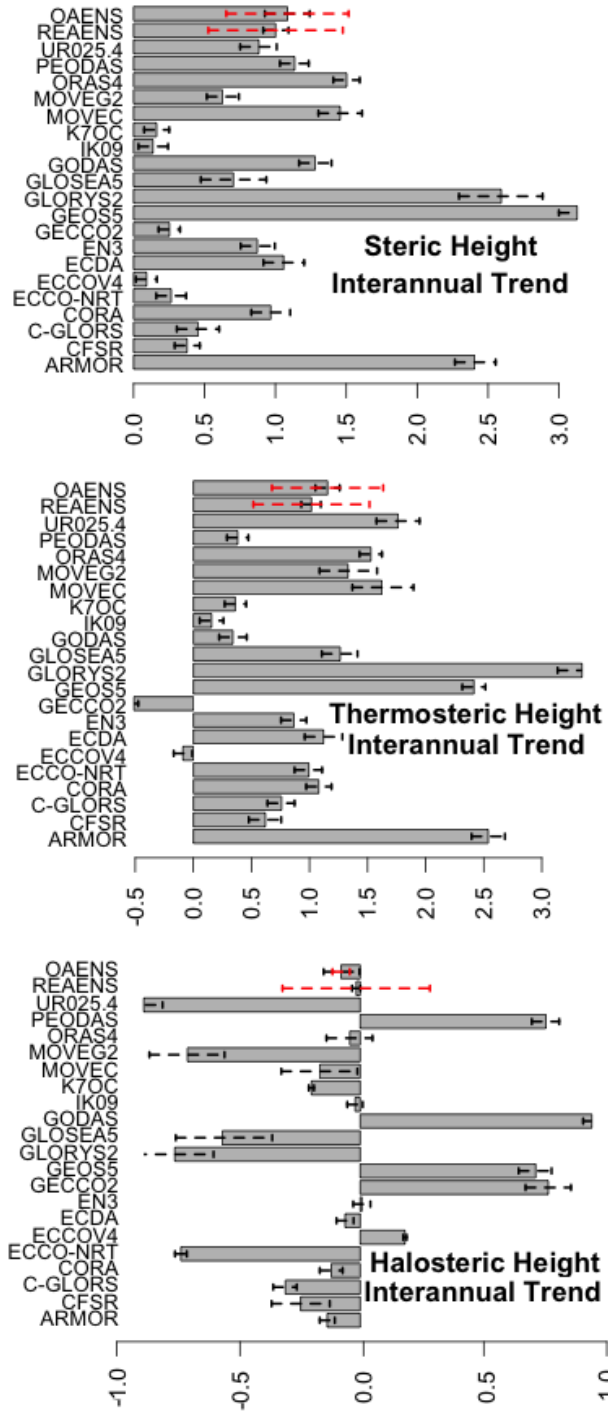 OAENS
REAENS
UR025.4
PEODAS
ORAS4
MOVEG2
MOVEC
K7OC
IK09
GODAS
GLOSEA5
GLORYS2
GEOS5
GECCO2
EN3
ECDA
ECCOV4
ECCO-NRT
CORA
C-GLORS
CFSR
ARMOR
Steric Height
Interannual Trend
0.0 0.5 1.0 1.5 2.0 2.5 3.0
OAENS
REAENS
UR025.4
PEODAS
ORAS4
MOVEG2
MOVEC
K7OC
IK09
GODAS
GLOSEA5
GLORYS2
GEOS5
GECCO2
EN3
ECDA
ECCOV4
ECCO-NRT
CORA
C-GLORS
CFSR
ARMOR
Thermosteric Height
Interannual Trend
-0.5 0.0 0.5 1.0 1.5 2.0 2.5 3.0
OAENS
REAENS
UR025.4
PEODAS
ORAS4
MOVEG2
MOVEC
K7OC
IK09
GODAS
GLOSEA5
GLORYS2
GEOS5
GECCO2
EN3
ECDA
ECCOV4
ECCO-NRT
CORA
C-GLORS
CFSR
ARMOR
Halosteric Height
Interannual Trend
-1.0 -0.5 0.0 0.5 1.0